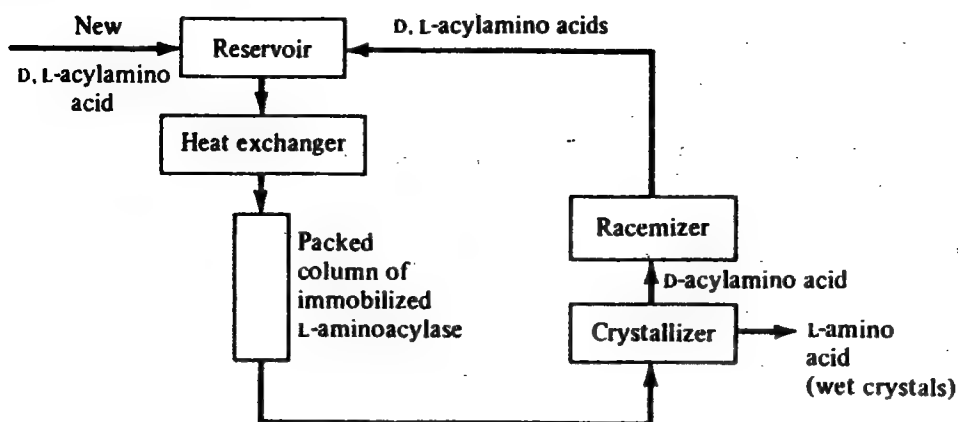 New
D, L-acylamino
acid
Reservoir
D, L-acylamino acids
Heat exchanger
Packed
column of
immobilized
L-aminoacylase
Racemizer
D-acylamino acid
Crystallizer
L-amino
acid
(wet crystals)